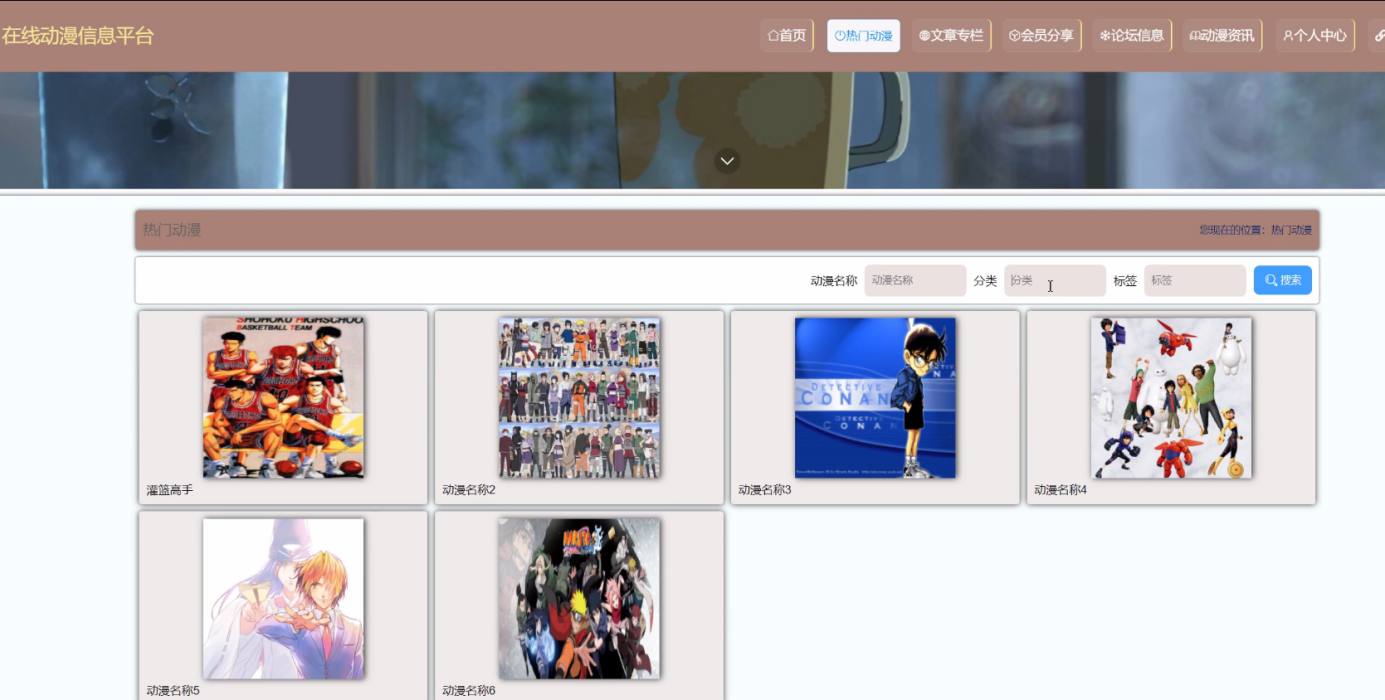 在线动漫信息平台
首页
热门动漫
文章专栏
会员分享
论坛信息
动漫资讯
个人中心
热门动漫
您现在的位置：热门动漫
动漫名称 动漫名称 分类 分类 标签 标签 搜索
SHOHOKU HIGHSCHOOL
BASKETBALL TEAM
DETECTIVE
CONAN
DETECTIVE
CONAN
灌篮高手
动漫名称2
动漫名称3
动漫名称4
动漫名称5
动漫名称6